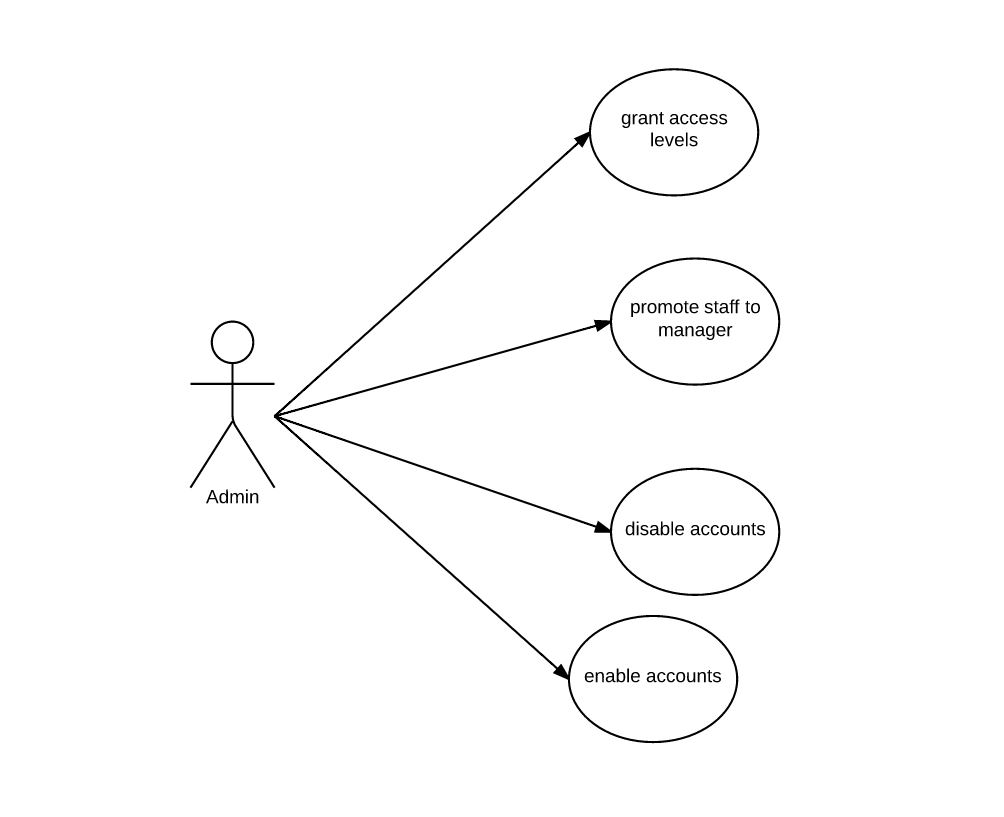 grant access
levels
promote staff to
manager
Admin
disable accounts
enable accounts